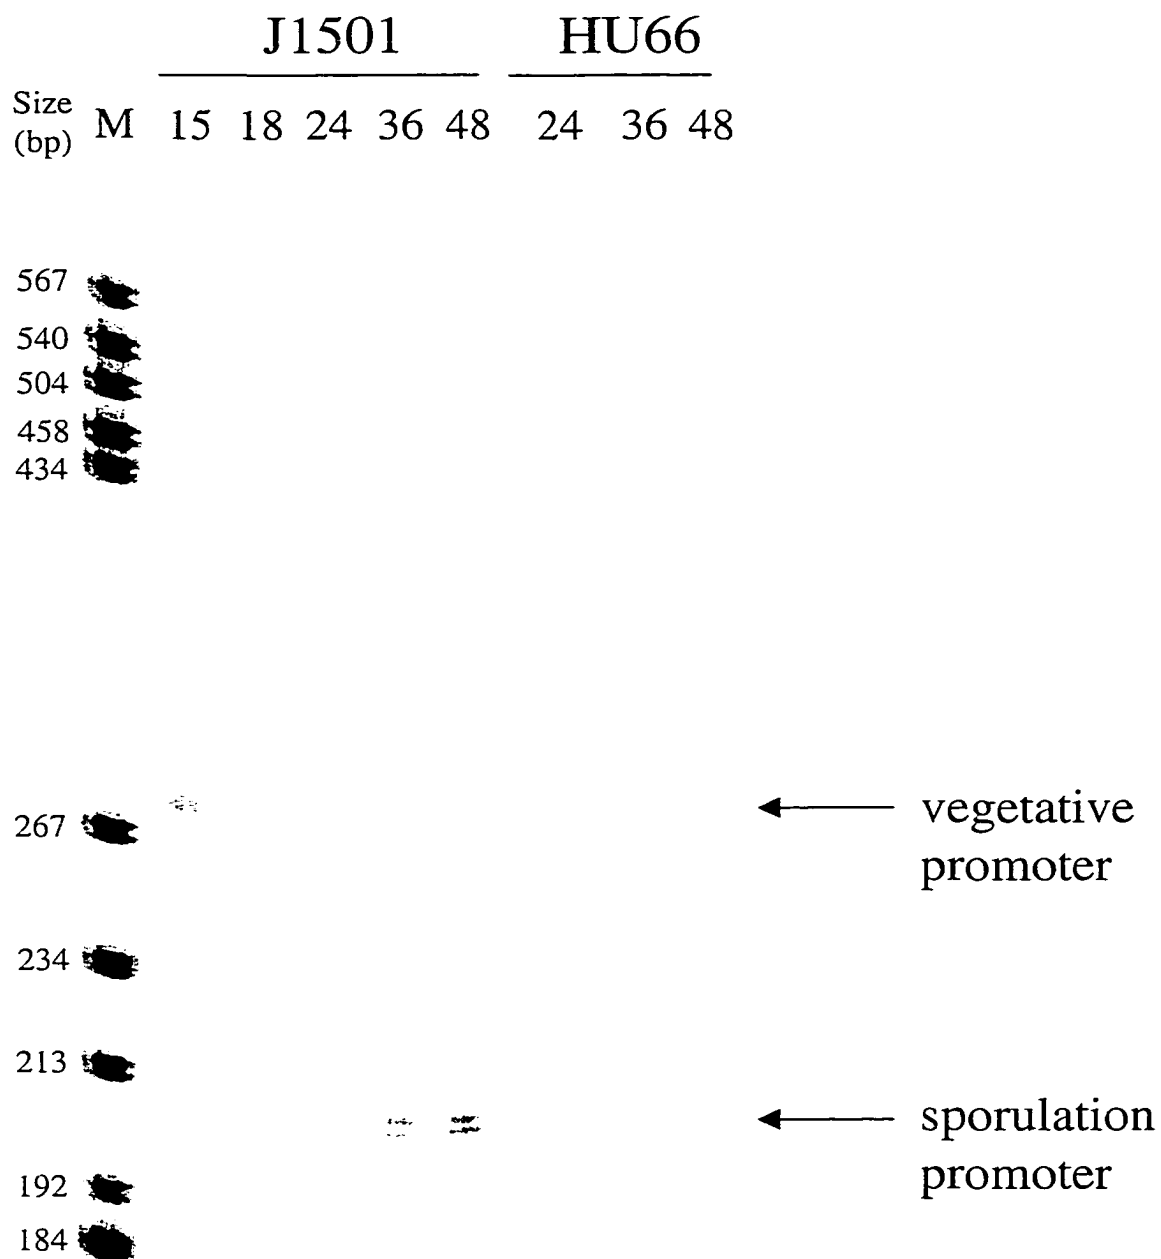 J1501 HU66
Size
(bp) M 15 18 24 36 48 24 36 48
567
540
504
458
434
267
234
213
192
184
vegetative
promoter
sporulation
promoter